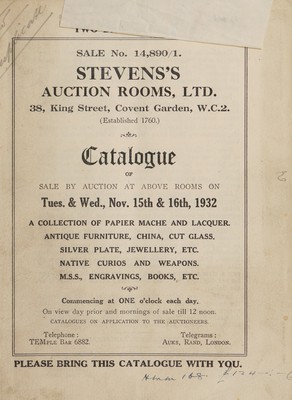 SALE No. 14,890/1.
STEVENS'S
AUCTION ROOMS, LTD.
38, King Street, Covent Garden, W.C.2.
(Established 1760.)
Catalogue
OF
SALE BY AUCTION AT ABOVE ROOMS ON
Tues. & Wed., Nov. 15th & 16th, 1932
A COLLECTION OF PAPIER MACHE AND LACQUER.
ANTIQUE FURNITURE, CHINA, CUT GLASS,
SILVER PLATE, JEWELLERY, ETC.
NATIVE CURIOS AND WEAPONS.
M.S.S., ENGRAVINGS, BOOKS, ETC.
Commencing at ONE o'clock each day.
On view day prior and mornings of sale till 12 noon.
CATALOGUES ON APPLICATION TO THE AUCTIONEERS.
Telephone : Telegrams :
TEMple Bar 6882. Auks, Rand, London.
PLEASE BRING THIS CATALOGUE WITH YOU.